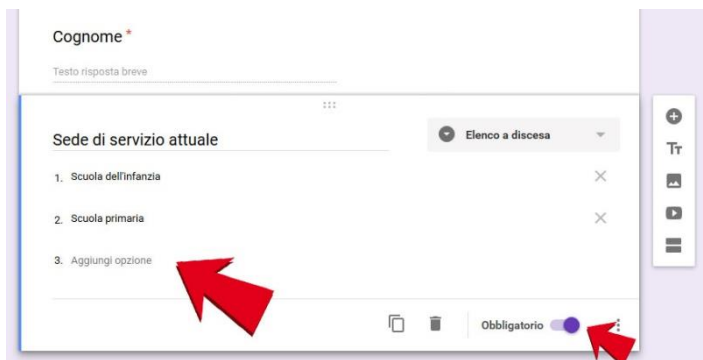 Cognome *
Testo risposta breve
Sede di servizio attuale
Elenco a discesa
1. Scuola dell'infanzia
2. Scuola primaria
3. Aggiungi opzione
Obbligatorio
Tт